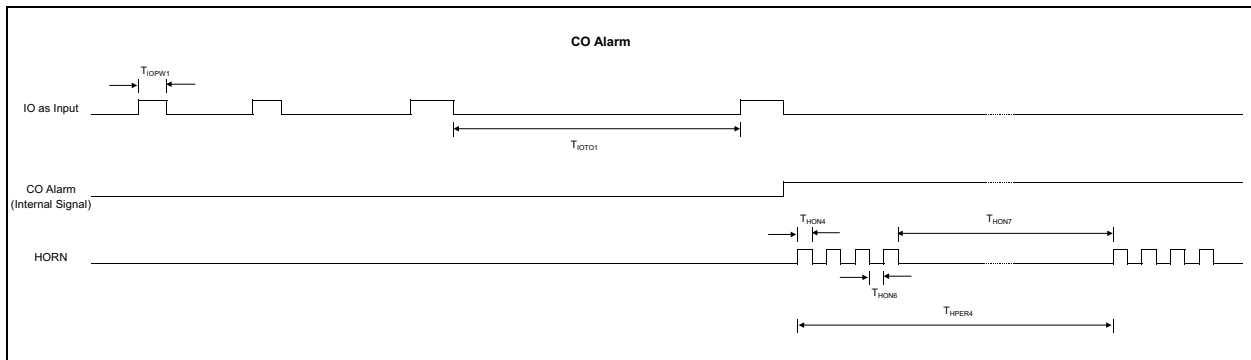 CO Alarm
TIOPW1
IO as Input
TIOTO1
CO Alarm
(Internal Signal)
THON4
THON7
HORN
THON6
THPER4